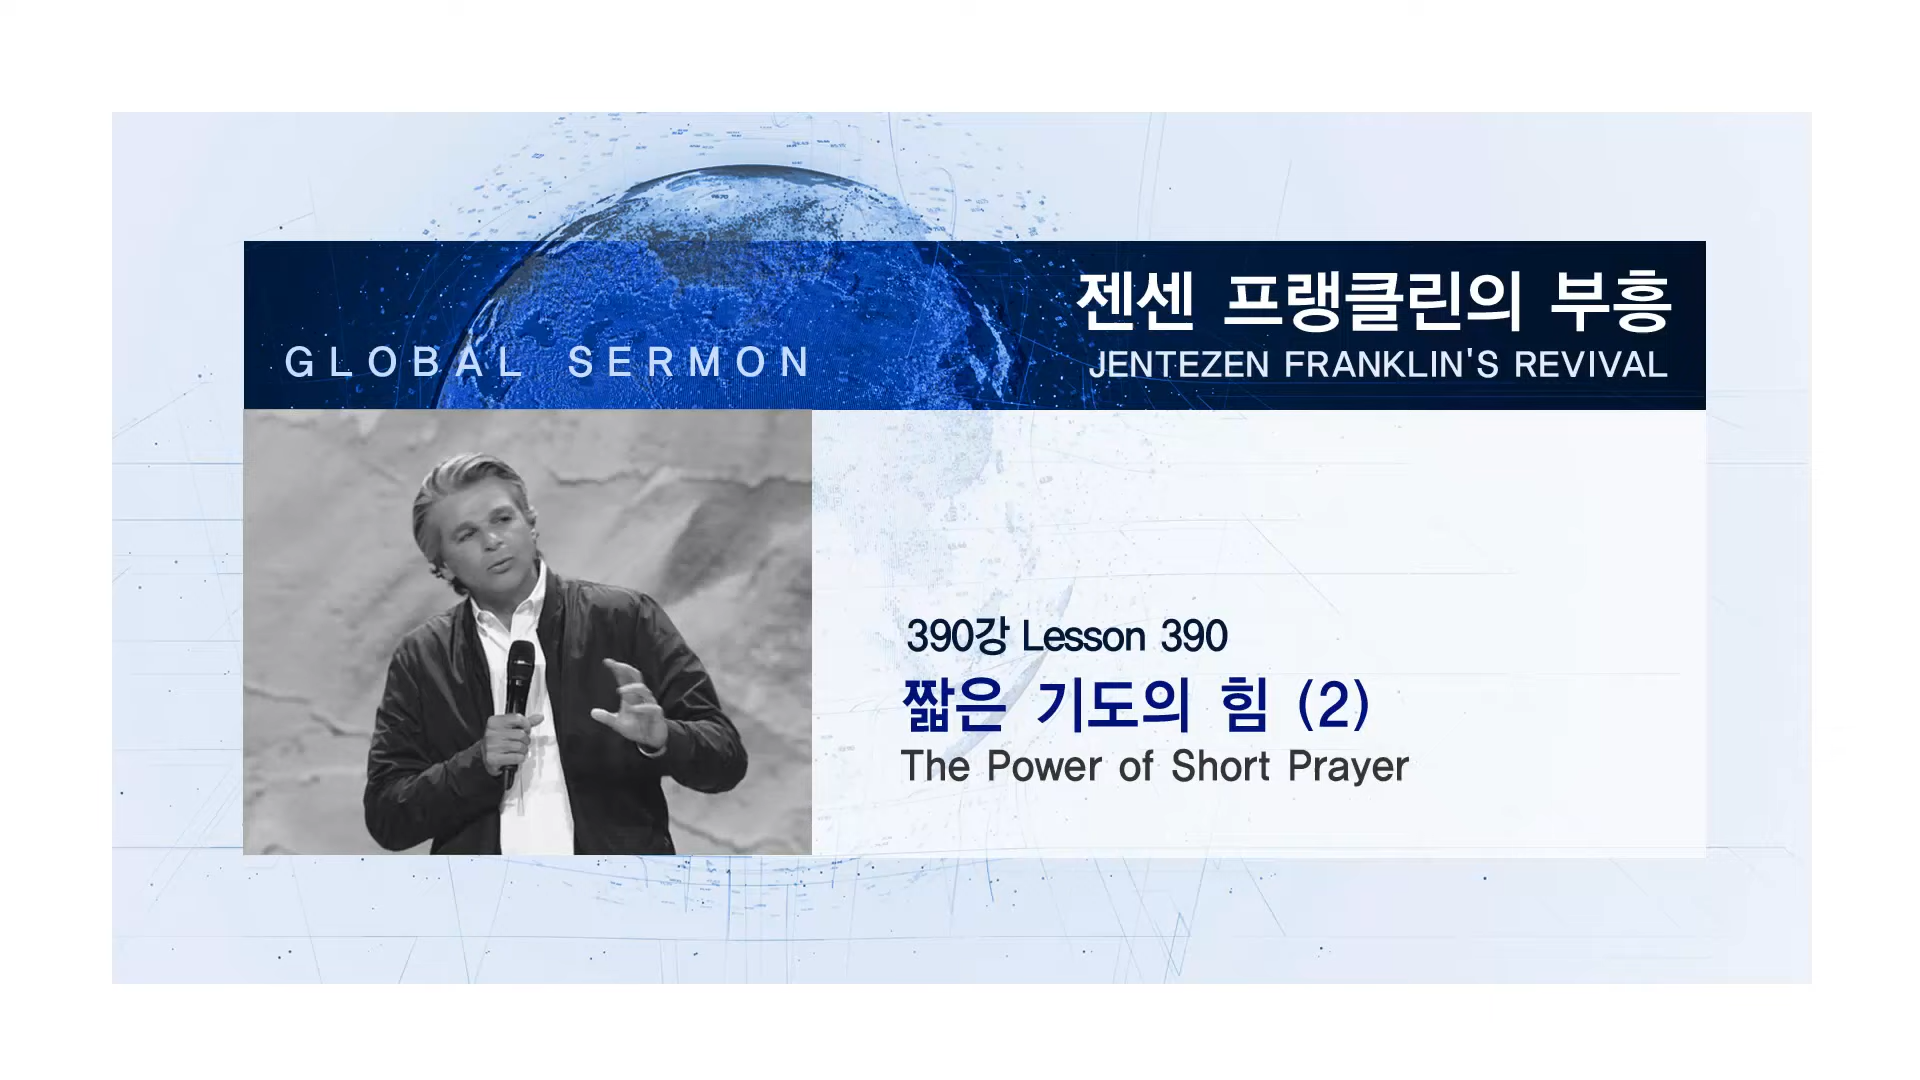 젠센 프랭클린의 부흥
GLOBAL SERMON
JENTEZEN FRANKLIN'S REVIVAL
390강 Lesson 390
짧은 기도의 힘 (2)
The Power of Short Prayer